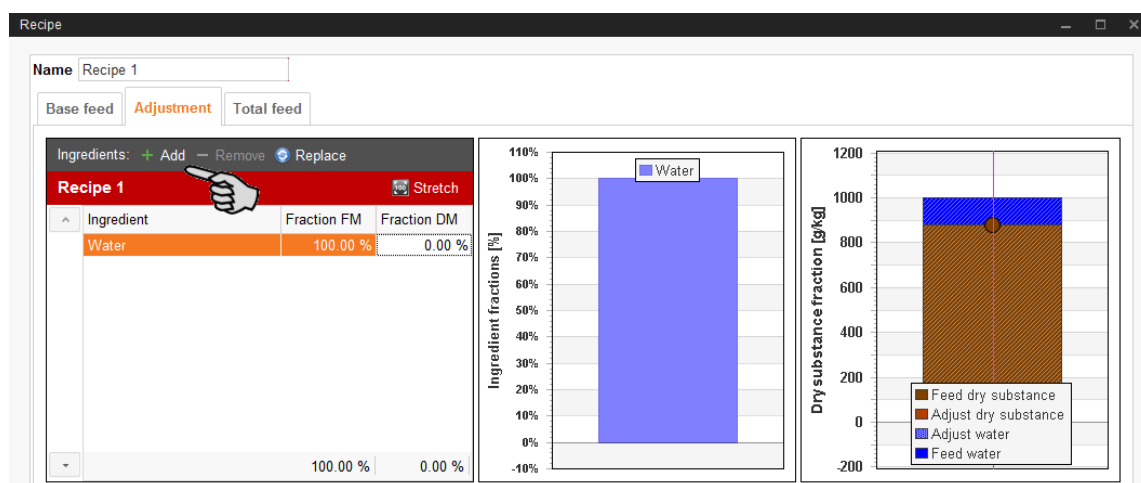 Recipe
Name Recipe 1
Base feed Adjustment Total feed
Ingredients: + Add — Remove Replace
Recipe 1 100 Stretch
Ingredient Fraction FM Fraction DM
Water 100.00 % 0.00 %
100.00 % 0.00 %
Ingredient fractions [%]
110%
100%
90%
80%
70%
60%
50%
40%
30%
20%
10%
0%
-10%
Water
Dry substance fraction [g/kg]
1200
1000
800
600
400
200
0
-200
Feed dry substance
Adjust dry substance
Adjust water
Feed water